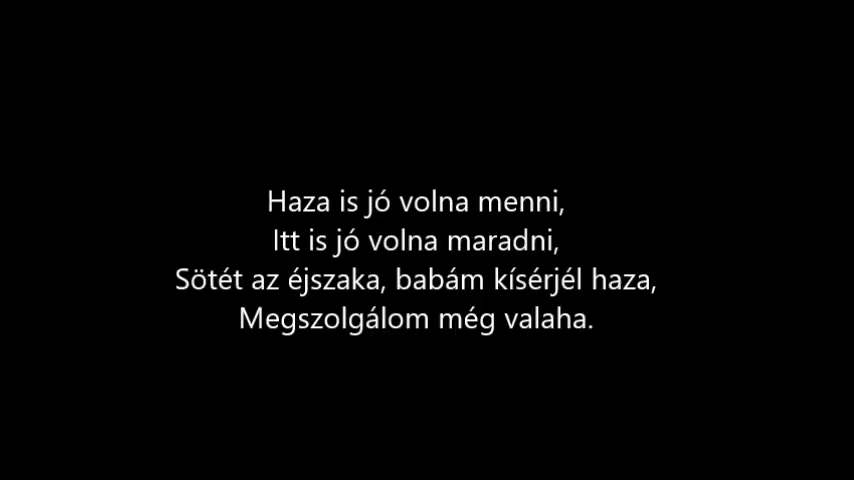 Haza is jó volna menni,
Itt is jó volna maradni,
Sötét az éjszaka, babám kísérjél haza,
Megszolgálom még valaha.